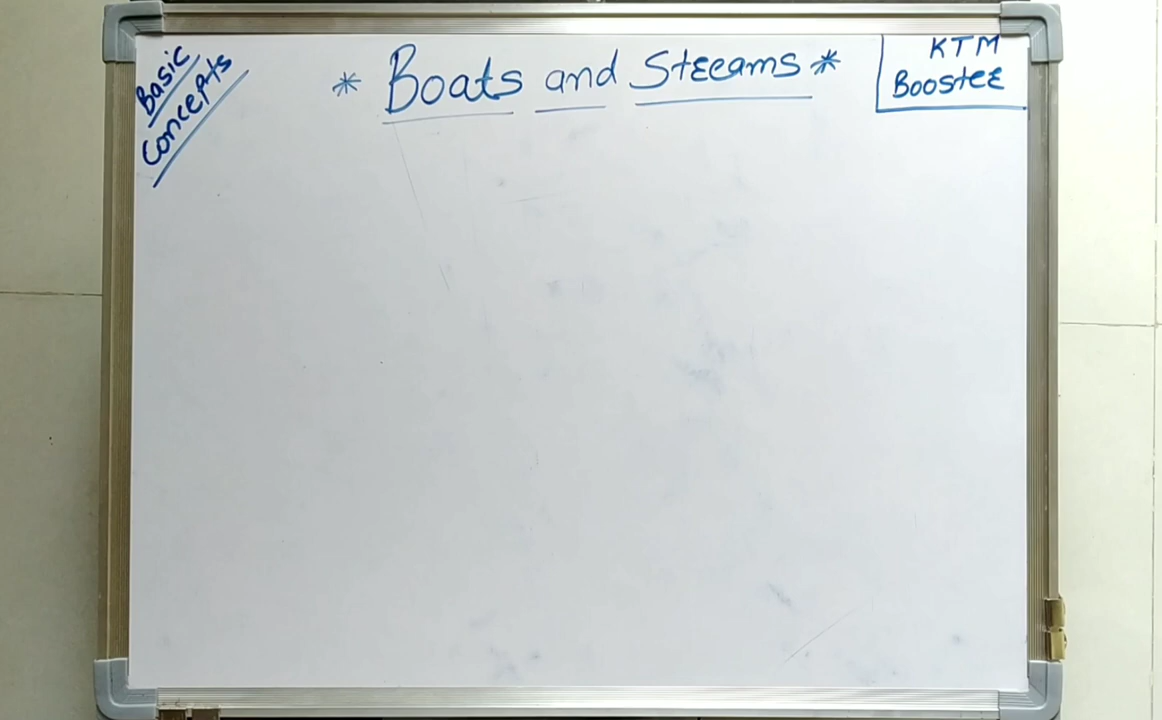 Basic
Concepts
* Boats and Streams *
KTM
Booster